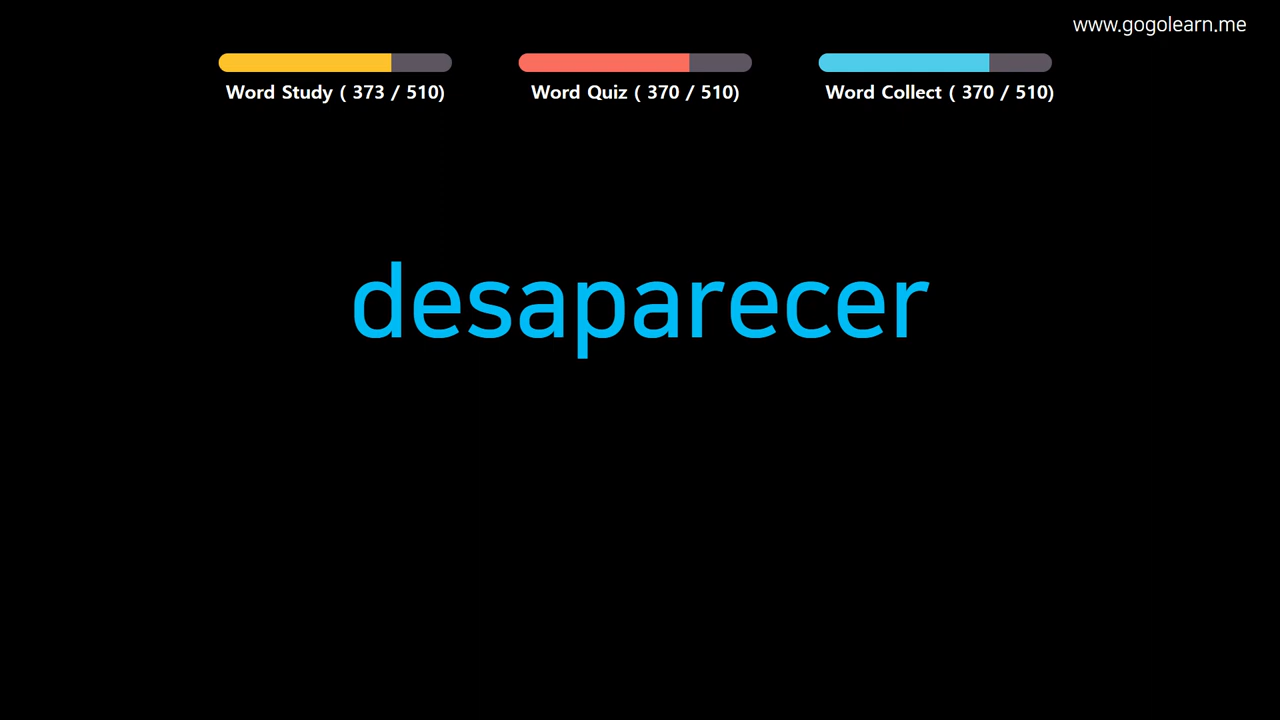 www.gogolearn.me
Word Study ( 373 / 510)
Word Quiz ( 370 / 510)
Word Collect ( 370 / 510)
desaparecer